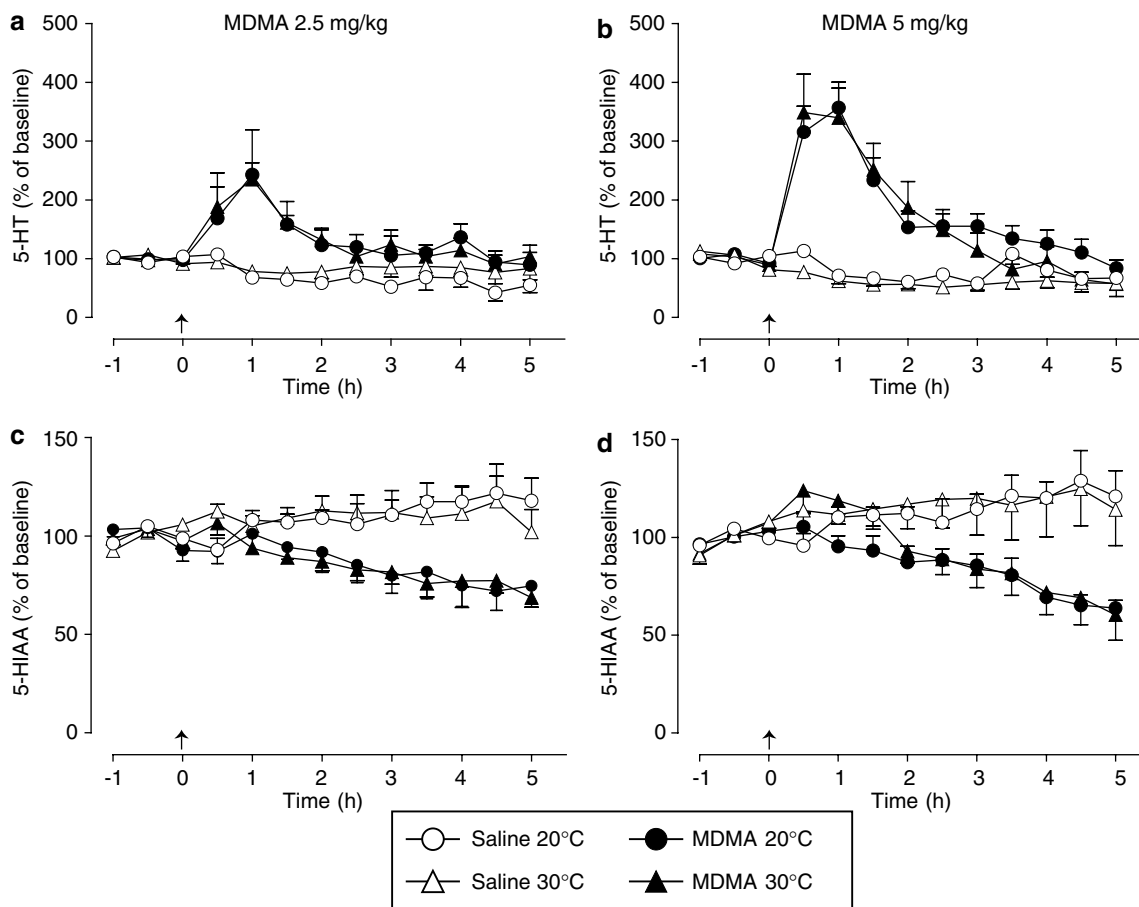 a
MDMA 2.5 mg/kg
500
400
300
200
100
0
5-HT (% of baseline)
-1 0 1 2 3 4 5
Time (h)
b
MDMA 5 mg/kg
500
400
300
200
100
0
5-HT (% of baseline)
-1 0 1 2 3 4 5
Time (h)
c
150
100
50
0
5-HIAA (% of baseline)
-1 0 1 2 3 4 5
Time (h)
d
150
100
50
0
5-HIAA (% of baseline)
-1 0 1 2 3 4 5
Time (h)
Saline 20°C
MDMA 20°C
Saline 30°C
MDMA 30°C